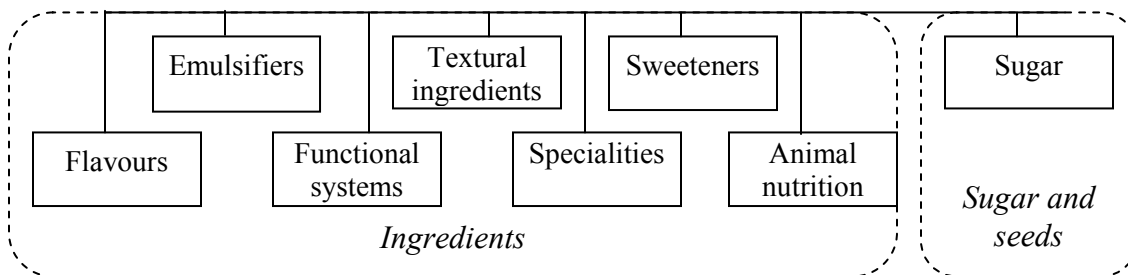 Emulsifiers
Textural
ingredients
Sweeteners
Sugar
Flavours
Functional
systems
Specialities
Animal
nutrition
Ingredients
Sugar and
seeds